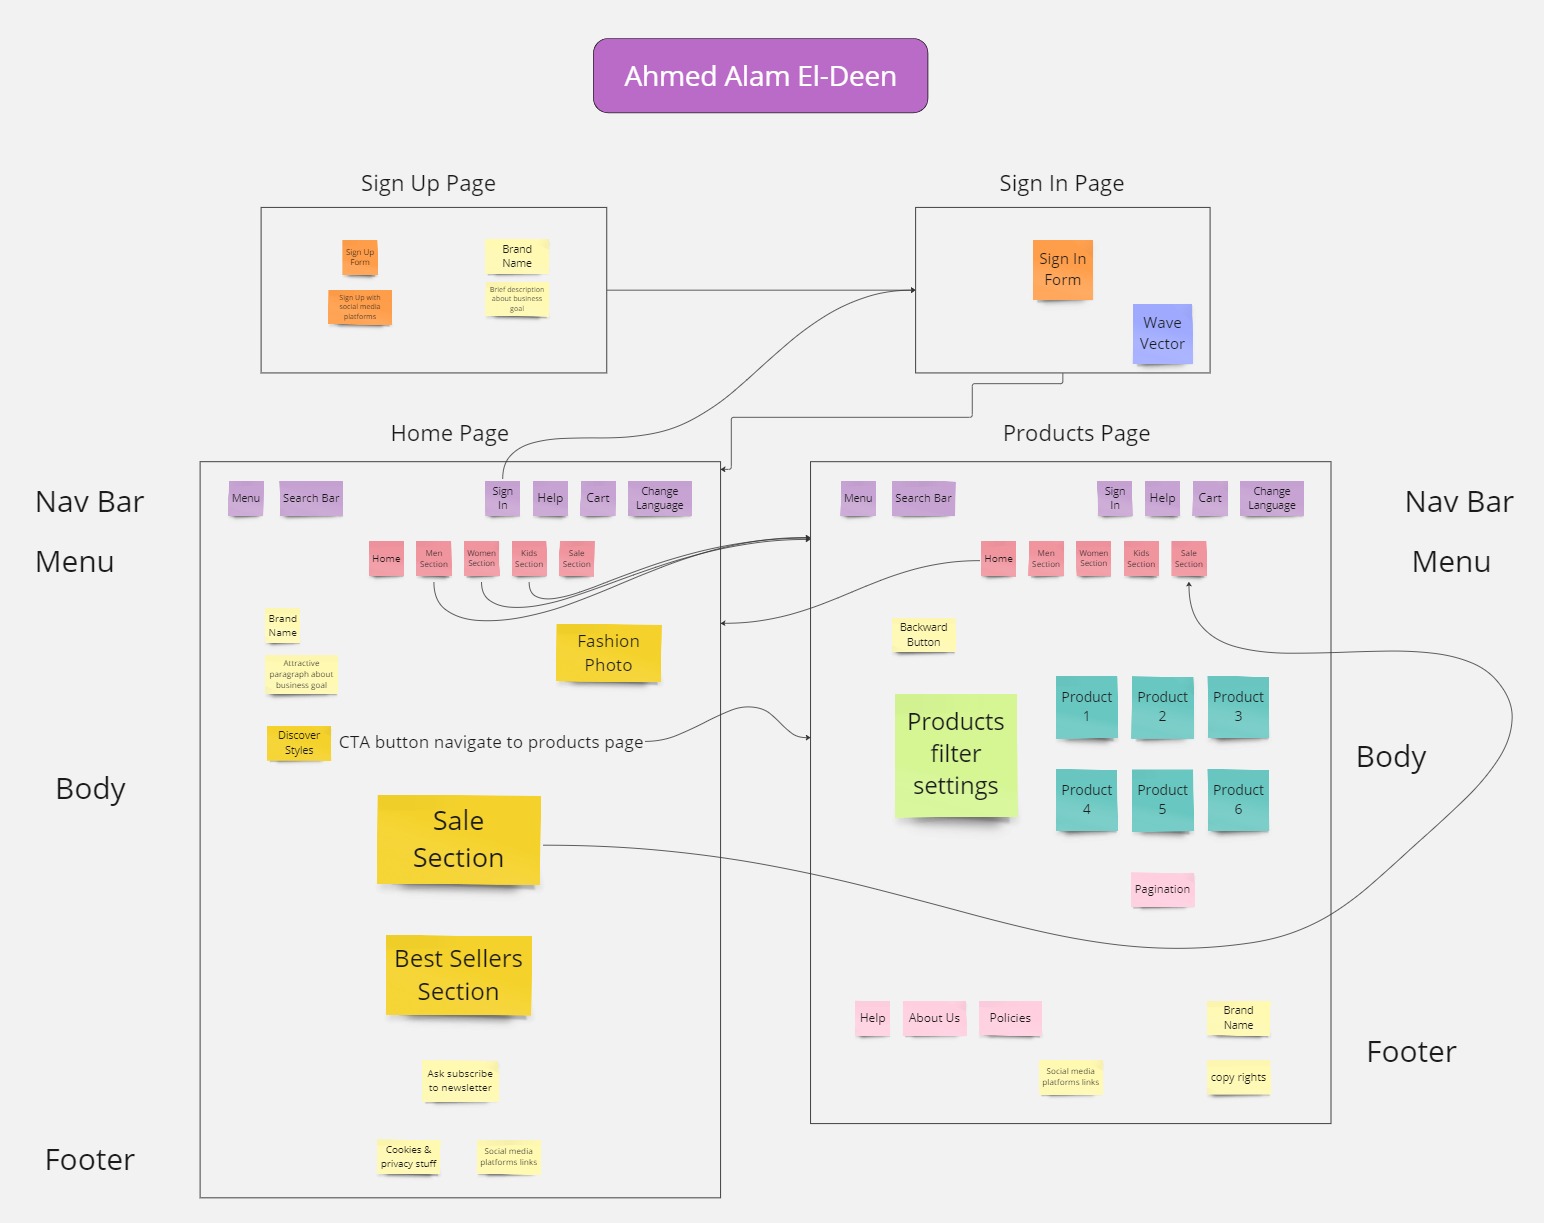 Ahmed Alam El-Deen
Sign Up Page
Sign Up
Form
Brand
Name
Sign Up with
social media
platforms
Brief description
about business
goal
Sign In Page
Sign In
Form
Wave
Vector
Home Page
Nav Bar
Menu
Search Bar
Sign
In
Help
Cart
Change
Language
Menu
Home
Men
Section
Women
Section
Kids
Section
Sale
Section
Brand
Name
Attractive
paragraph about
business goal
Fashion
Photo
Discover
Styles
CTA button navigate to products page
Body
Sale
Section
Best Sellers
Section
Ask subscribe
to newsletter
Footer
Cookies &
privacy stuff
Social media
platforms links
Products Page
Menu
Search Bar
Sign
In
Help
Cart
Change
Language
Nav Bar
Home
Men
Section
Women
Section
Kids
Section
Sale
Section
Menu
Backward
Button
Products
filter
settings
Product
1
Product
2
Product
3
Product
4
Product
5
Product
6
Body
Pagination
Help
About Us
Policies
Brand
Name
Social media
platforms links
copy rights
Footer